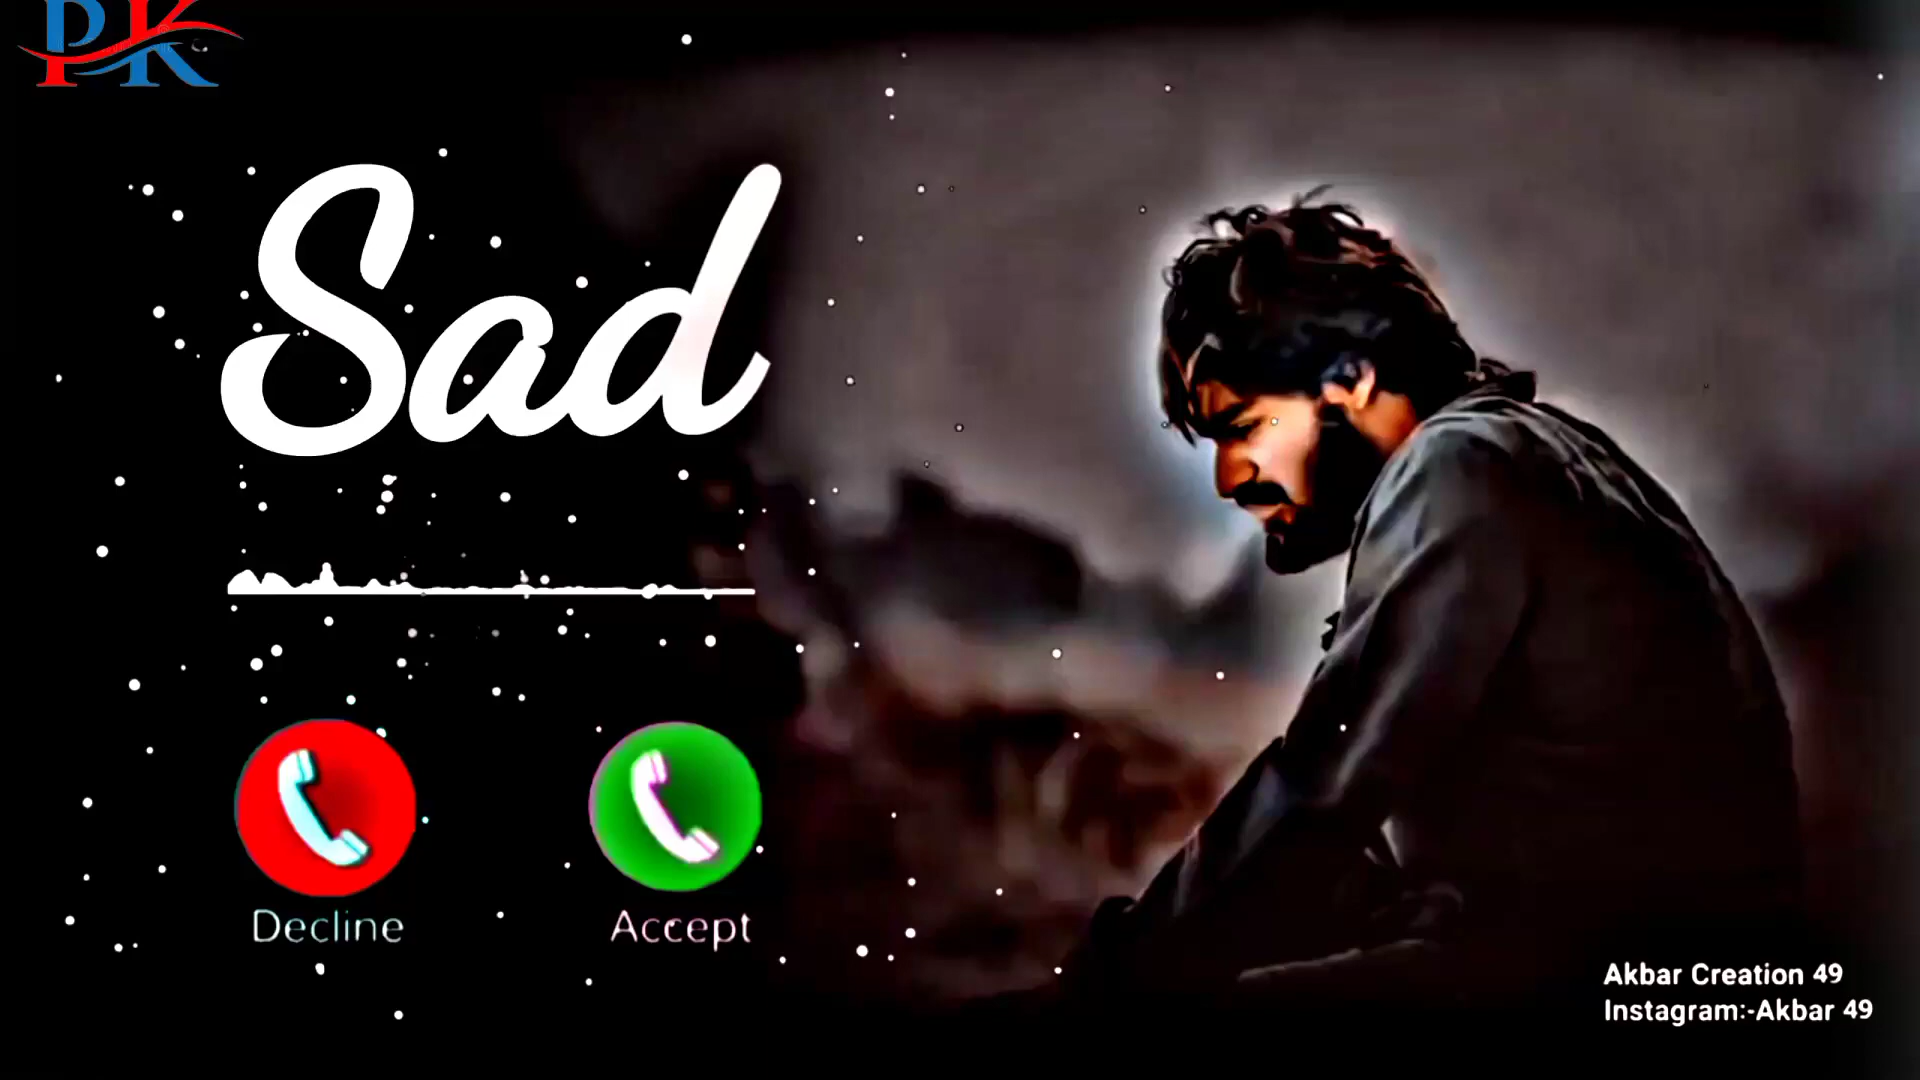 PK
Sad
Decline
Accept
Akbar Creation 49
Instagram:-Akbar 49